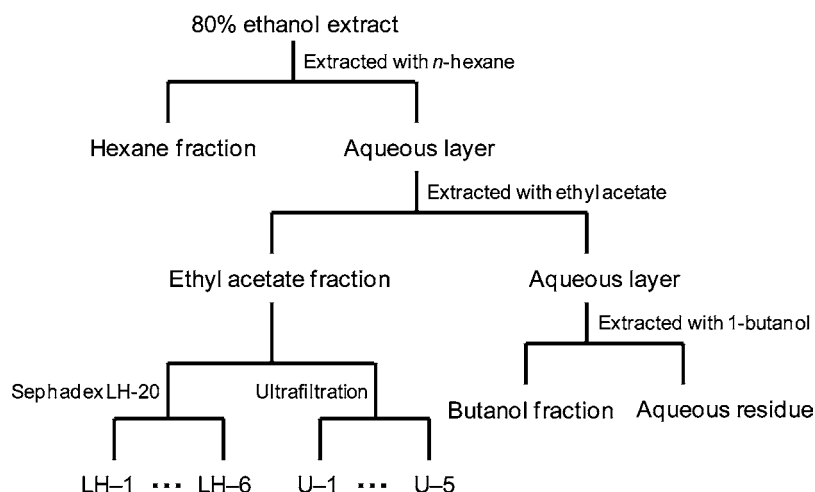 80% ethanol extract
Extracted with n-hexane
Hexane fraction
Aqueous layer
Extracted with ethyl acetate
Ethyl acetate fraction
Aqueous layer
Extracted with 1-butanol
Sephadex LH-20
Ultrafiltration
Butanol fraction
Aqueous residue
LH–1 ··· LH–6
U–1 ··· U–5